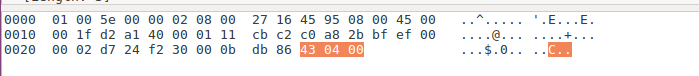 0000 01 00 5e 00 00 02 08 00 27 16 45 95 08 00 45 00 ..^..... '.E...E.
0010 00 1f d2 a1 40 00 01 11 cb c2 c0 a8 2b bf ef 00 ....@... ....+...
0020 00 02 d7 24 f2 30 00 0b db 86 43 04 00 ...$.0.. ..C..